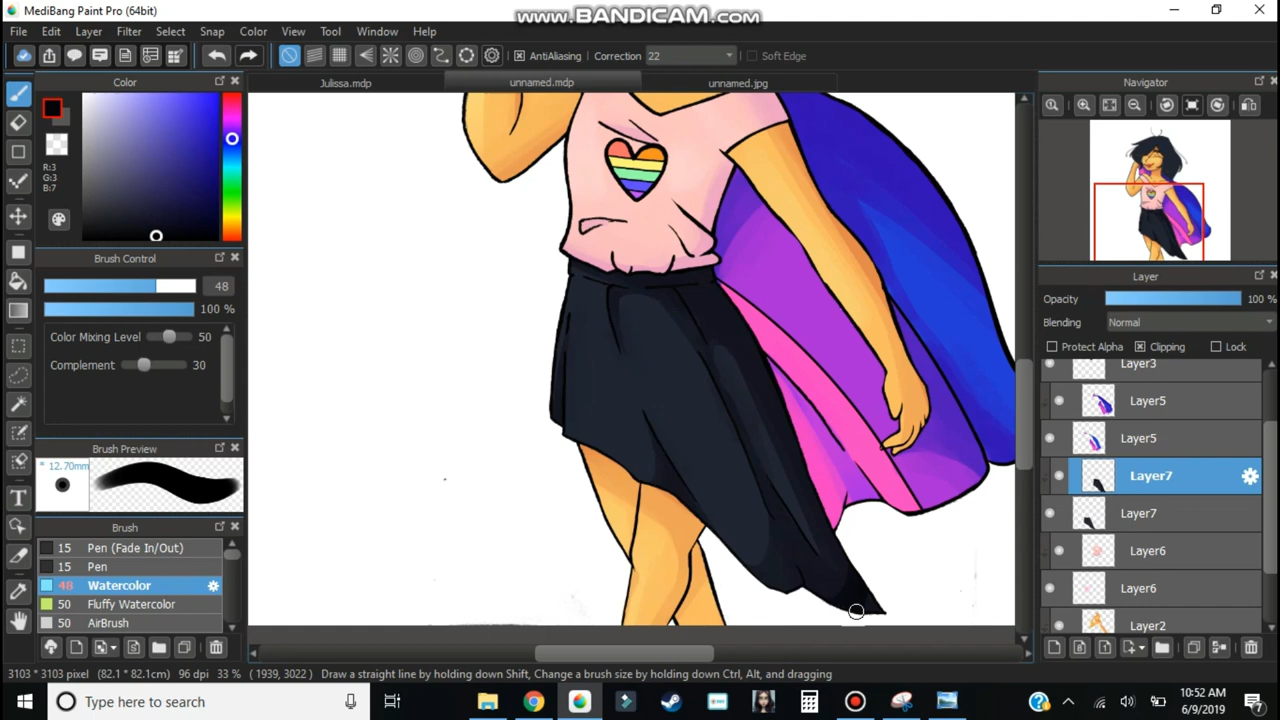 MediBang Paint Pro (64bit)
www.BANDICAM.com
File Edit View Layer Filter Select Snap Color View Tool Window Help
AntiAliasing Correction 22 Soft Edge
Color
Julissa.mdp unnamed.mdp unnamed.jpg
Navigator
R:3
G:3
B:7
Brush Control
48
100 %
Color Mixing Level 50
Complement 30
Brush Preview
* 12.70mm
Brush
15 Pen (Fade In/Out)
15 Pen
48 Watercolor
50 Fluffy Watercolor
50 AirBrush
Layer
Opacity 100 %
Blending Normal
Protect Alpha Clipping Lock
Layer3
Layer5
Layer5
Layer7
Layer7
Layer6
Layer6
Layer2
3103 * 3103 pixel (82.1 * 82.1cm) 96 dpi 33 % ( 1939, 3022 ) Draw a straight line by holding down Shift, Change a brush size by holding down Ctrl, Alt, and dragging
Type here to search
10:52 AM
6/9/2019
7